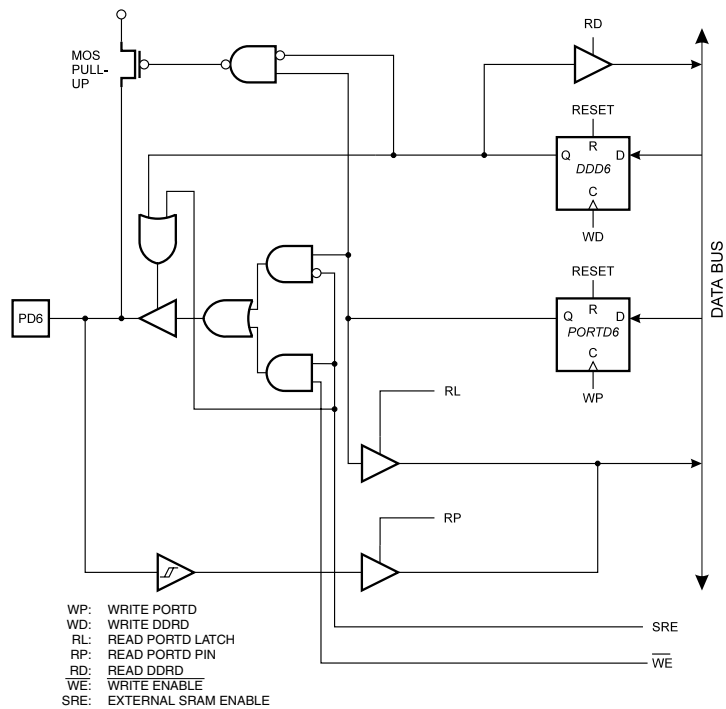 RD
MOS
PULL-
UP
RESET
R
Q
D
DDD6
C
WD
RESET
R
PD6
Q
D
PORTD6
C
WP
DATA BUS
RL
RP
WP: WRITE PORTD
WD: WRITE DDRD
RL: READ PORTD LATCH
RP: READ PORTD PIN
RD: READ DDRD
WE: WRITE ENABLE
SRE: EXTERNAL SRAM ENABLE
SRE
WE